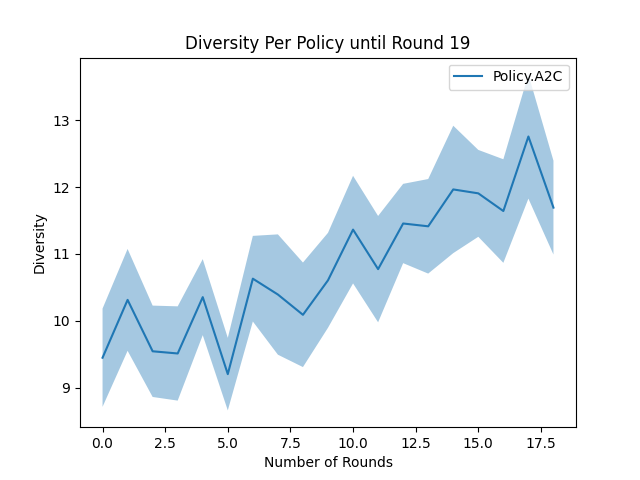 Diversity Per Policy until Round 19
Policy.A2C
Diversity
13
12
11
10
9
0.0 2.5 5.0 7.5 10.0 12.5 15.0 17.5
Number of Rounds